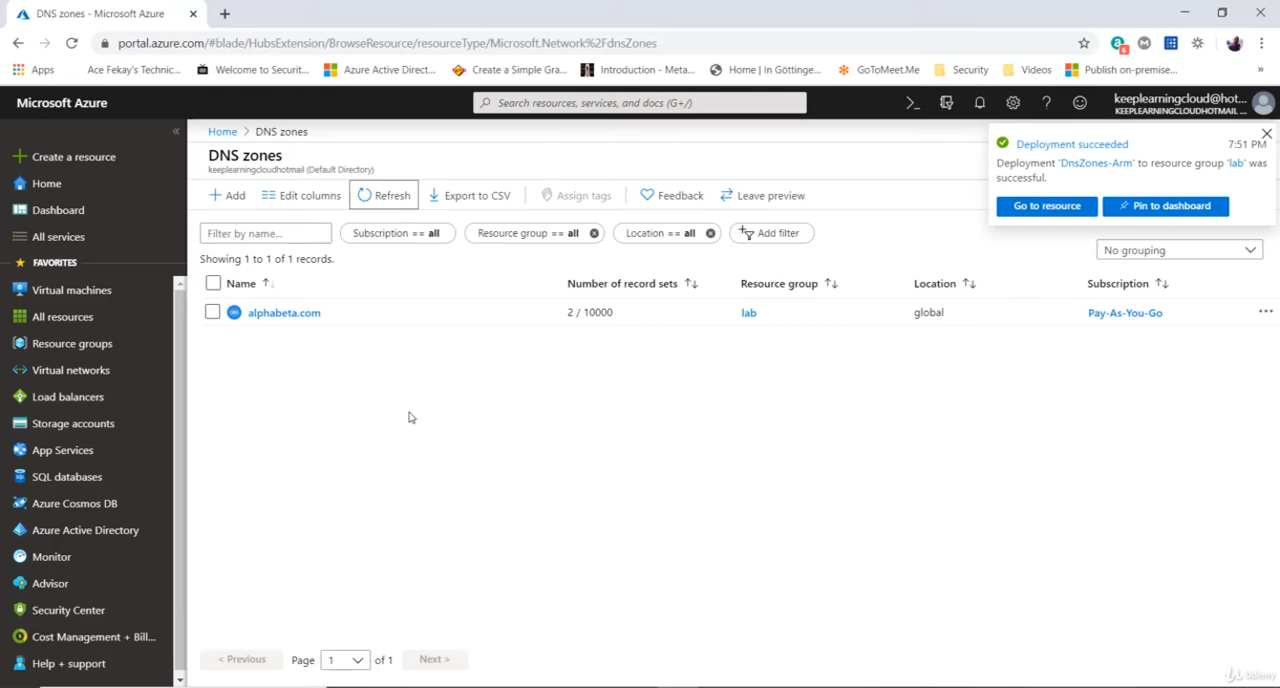 DNS zones - Microsoft Azure
portal.azure.com/#blade/HubsExtension/BrowseResource/resourceType/Microsoft.Network%2FdnsZones
Apps
Ace Fekay's Technic...
Welcome to Securit...
Azure Active Direct...
Create a Simple Gra...
Introduction - Meta...
Home | In Göttinge...
GoToMeet.Me
Security
Videos
Publish on-premise...
»
Microsoft Azure
Search resources, services, and docs (G+/)
keeplearningcloud@hot...
KEEPLEARNINGCLOUDHOTMAIL ...
«
Create a resource
Home
Dashboard
All services
FAVORITES
Virtual machines
All resources
Resource groups
Virtual networks
Load balancers
Storage accounts
App Services
SQL databases
Azure Cosmos DB
Azure Active Directory
Monitor
Advisor
Security Center
Cost Management + Bill...
Help + support
Home > DNS zones
DNS zones
keeplearningcloudhotmail (Default Directory)
Add
Edit columns
Refresh
Export to CSV
Assign tags
Feedback
Leave preview
Deployment succeeded 7:51 PM
Deployment 'DnsZones-Arm' to resource group 'lab' was
successful.
Go to resource
Pin to dashboard
Filter by name...
Subscription == all
Resource group == all
Location == all
Add filter
Showing 1 to 1 of 1 records.
No grouping
Name Number of record sets Resource group Location Subscription
alphabeta.com 2 / 10000 lab global Pay-As-You-Go
< Previous Page 1 of 1 Next >
Udemy